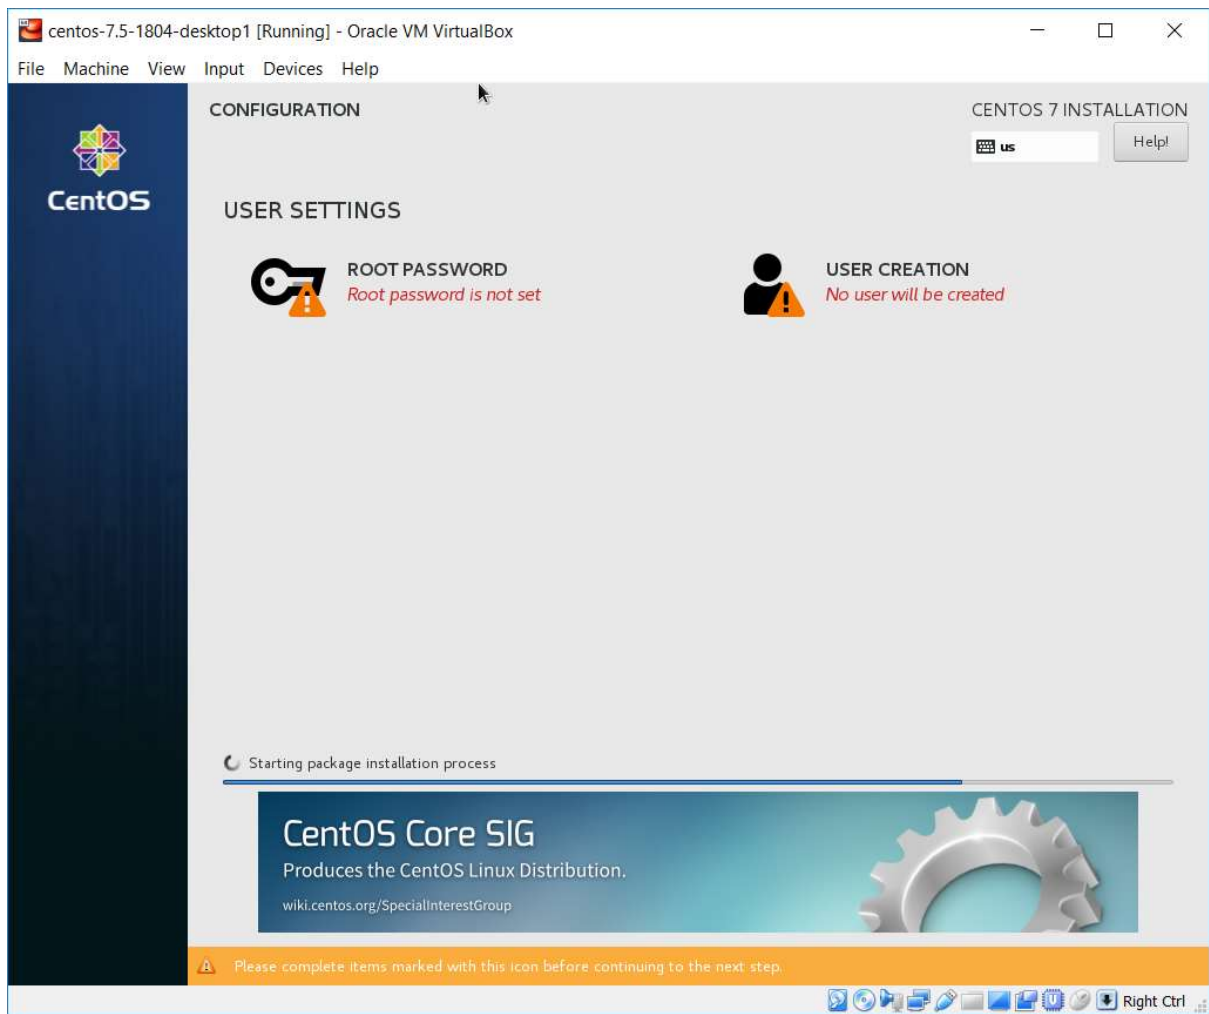 centos-7.5-1804-desktop1 [Running] - Oracle VM VirtualBox
File Machine View Input Devices Help
CentOS
CONFIGURATION
CENTOS 7 INSTALLATION
us
Help!
USER SETTINGS
ROOT PASSWORD
Root password is not set
USER CREATION
No user will be created
Starting package installation process
CentOS Core SIG
Produces the CentOS Linux Distribution.
wiki.centos.org/SpecialInterestGroup
Please complete items marked with this icon before continuing to the next step.
Right Ctrl